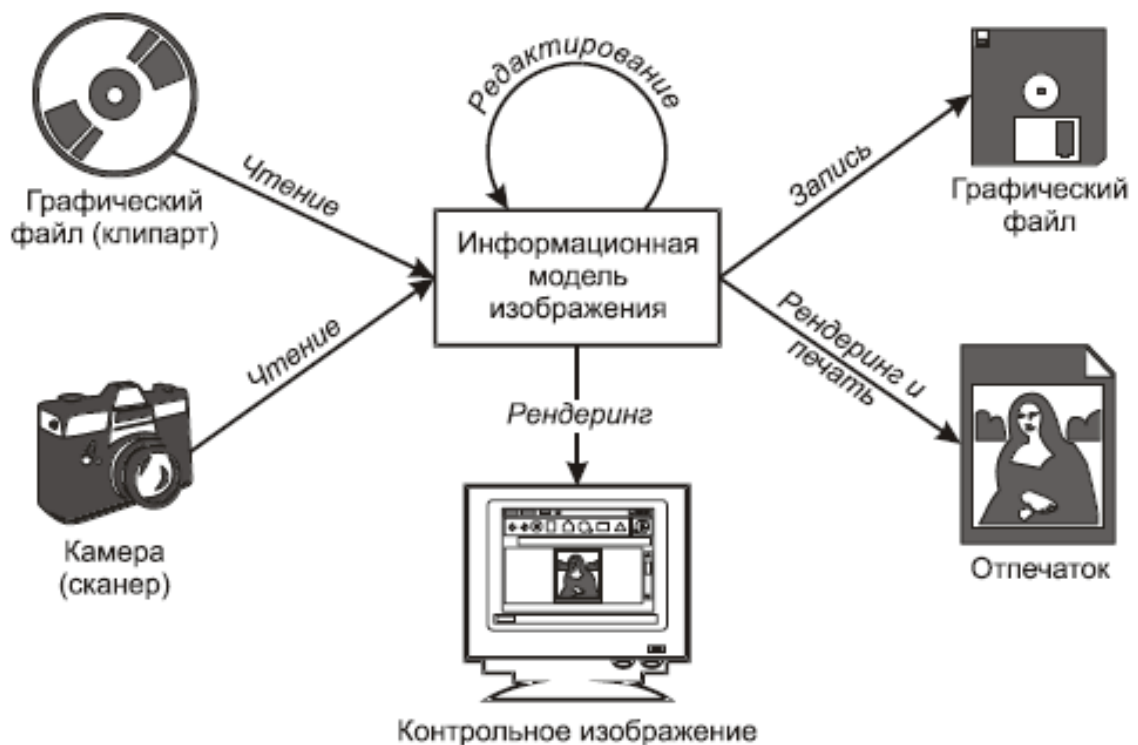 Редактирование
Чтение
Запись
Графический
файл (клипарт)
Графический
файл
Информационная
модель
изображения
Чтение
Рендеринг и
печать
Рендеринг
Камера
(сканер)
Отпечаток
Контрольное изображение